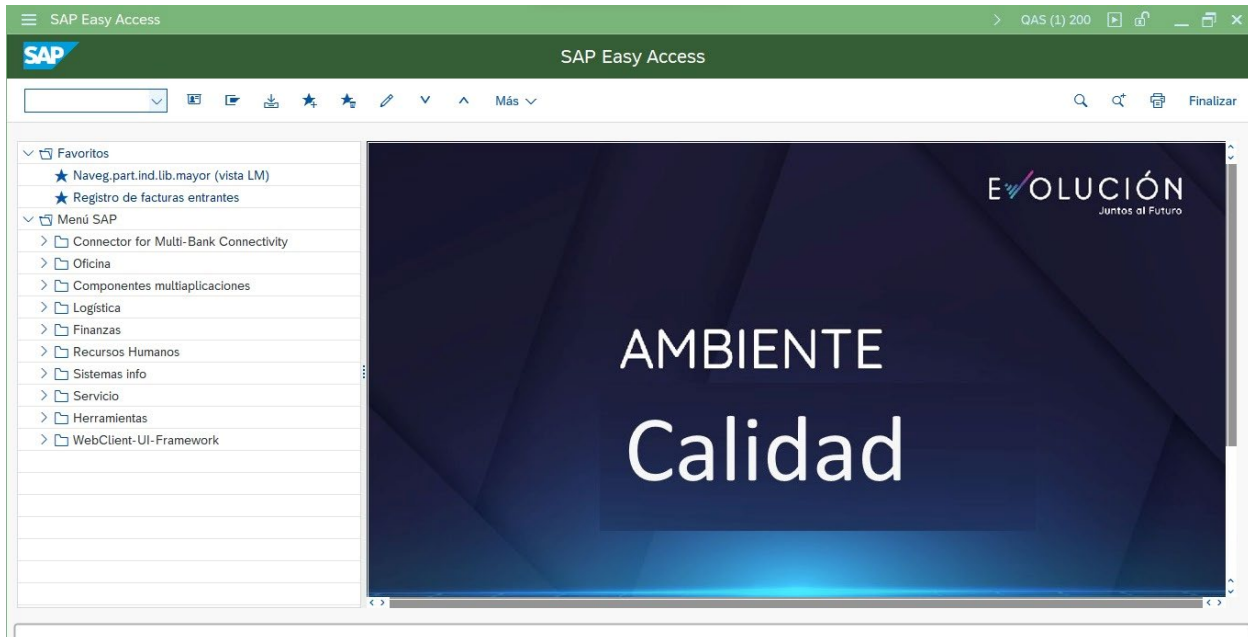 SAP Easy Access
QAS (1) 200
SAP
SAP Easy Access
Más
Finalizar
Favoritos
Naveg.part.ind.lib.mayor (vista LM)
Registro de facturas entrantes
Menú SAP
Connector for Multi-Bank Connectivity
Oficina
Componentes multiaplicaciones
Logística
Finanzas
Recursos Humanos
Sistemas info
Servicio
Herramientas
WebClient-UI-Framework
EVOLUCIÓN
Juntos al Futuro
AMBIENTE
Calidad